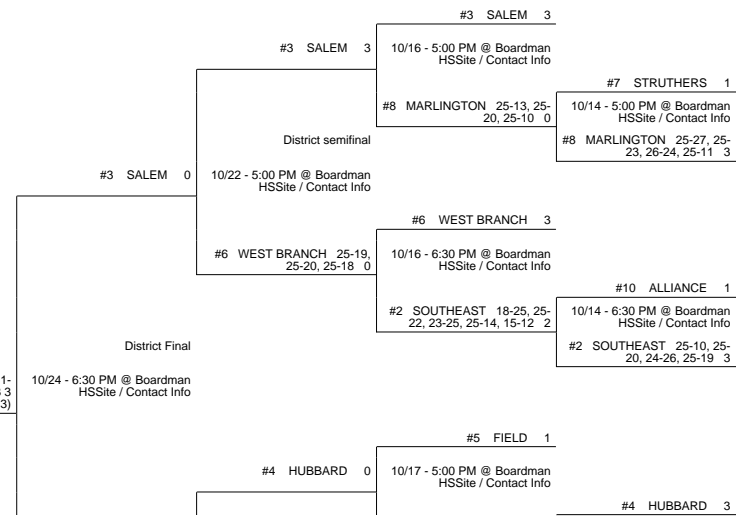 #3 SALEM 3
#3 SALEM 3
10/16 - 5:00 PM @ Boardman
HSSite / Contact Info
#7 STRUTHERS 1
#8 MARLINGTON 25-13, 25-
20, 25-10 0
10/14 - 5:00 PM @ Boardman
HSSite / Contact Info
District semifinal
#8 MARLINGTON 25-27, 25-
23, 26-24, 25-11 3
#3 SALEM 0
10/22 - 5:00 PM @ Boardman
HSSite / Contact Info
#6 WEST BRANCH 3
#6 WEST BRANCH 25-19,
25-20, 25-18 0
10/16 - 6:30 PM @ Boardman
HSSite / Contact Info
#10 ALLIANCE 1
#2 SOUTHEAST 18-25, 25-
22, 23-25, 25-14, 15-12 2
10/14 - 6:30 PM @ Boardman
HSSite / Contact Info
District Final
#2 SOUTHEAST 25-10, 25-
20, 24-26, 25-19 3
1-
3
3)
10/24 - 6:30 PM @ Boardman
HSSite / Contact Info
#5 FIELD 1
#4 HUBBARD 0
10/17 - 5:00 PM @ Boardman
HSSite / Contact Info
#4 HUBBARD 3